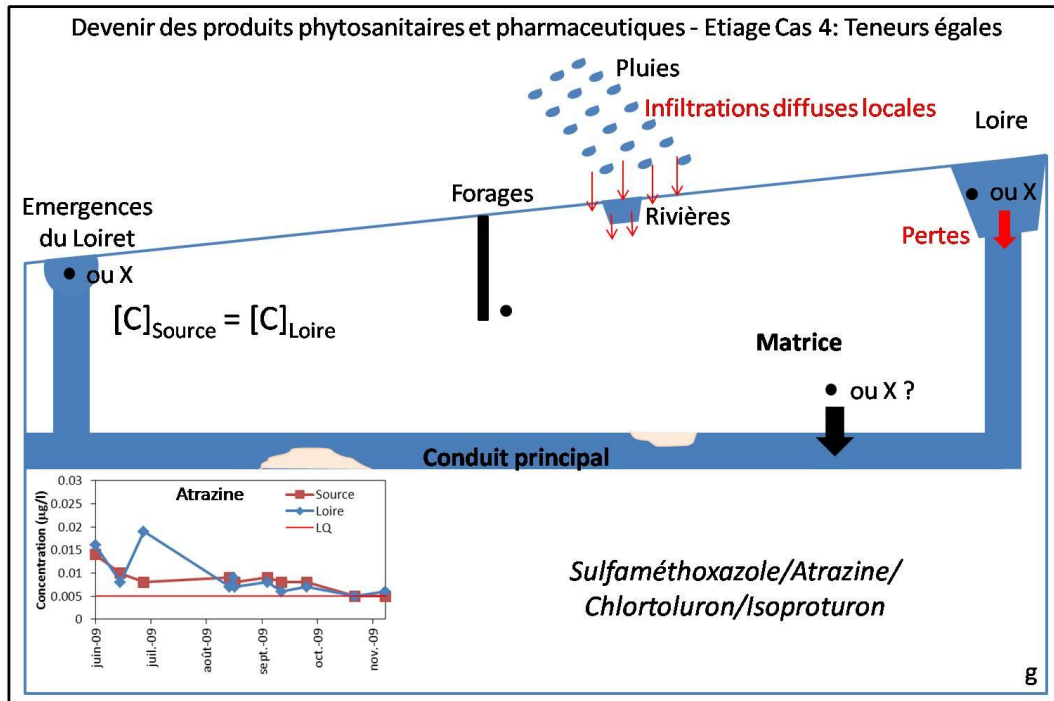 Devenir des produits phytosanitaires et pharmaceutiques - Etiage Cas 4: Teneurs égales
Pluies
Infiltrations diffuses locales
Loire
Forages
Emergences
du Loiret
Rivières
• ou X
Pertes
• ou X
[C]Source = [C]Loire
•
Matrice
• ou X ?
Conduit principal
Atrazine
Source
Loire
LQ
Concentration (µg/l)
0.03
0.025
0.02
0.015
0.01
0.005
0
juin-09
juil.-09
août-09
sept.-09
oct.-09
nov.-09
Sulfaméthoxazole/Atrazine/
Chlortoluron/Isoproturon
g